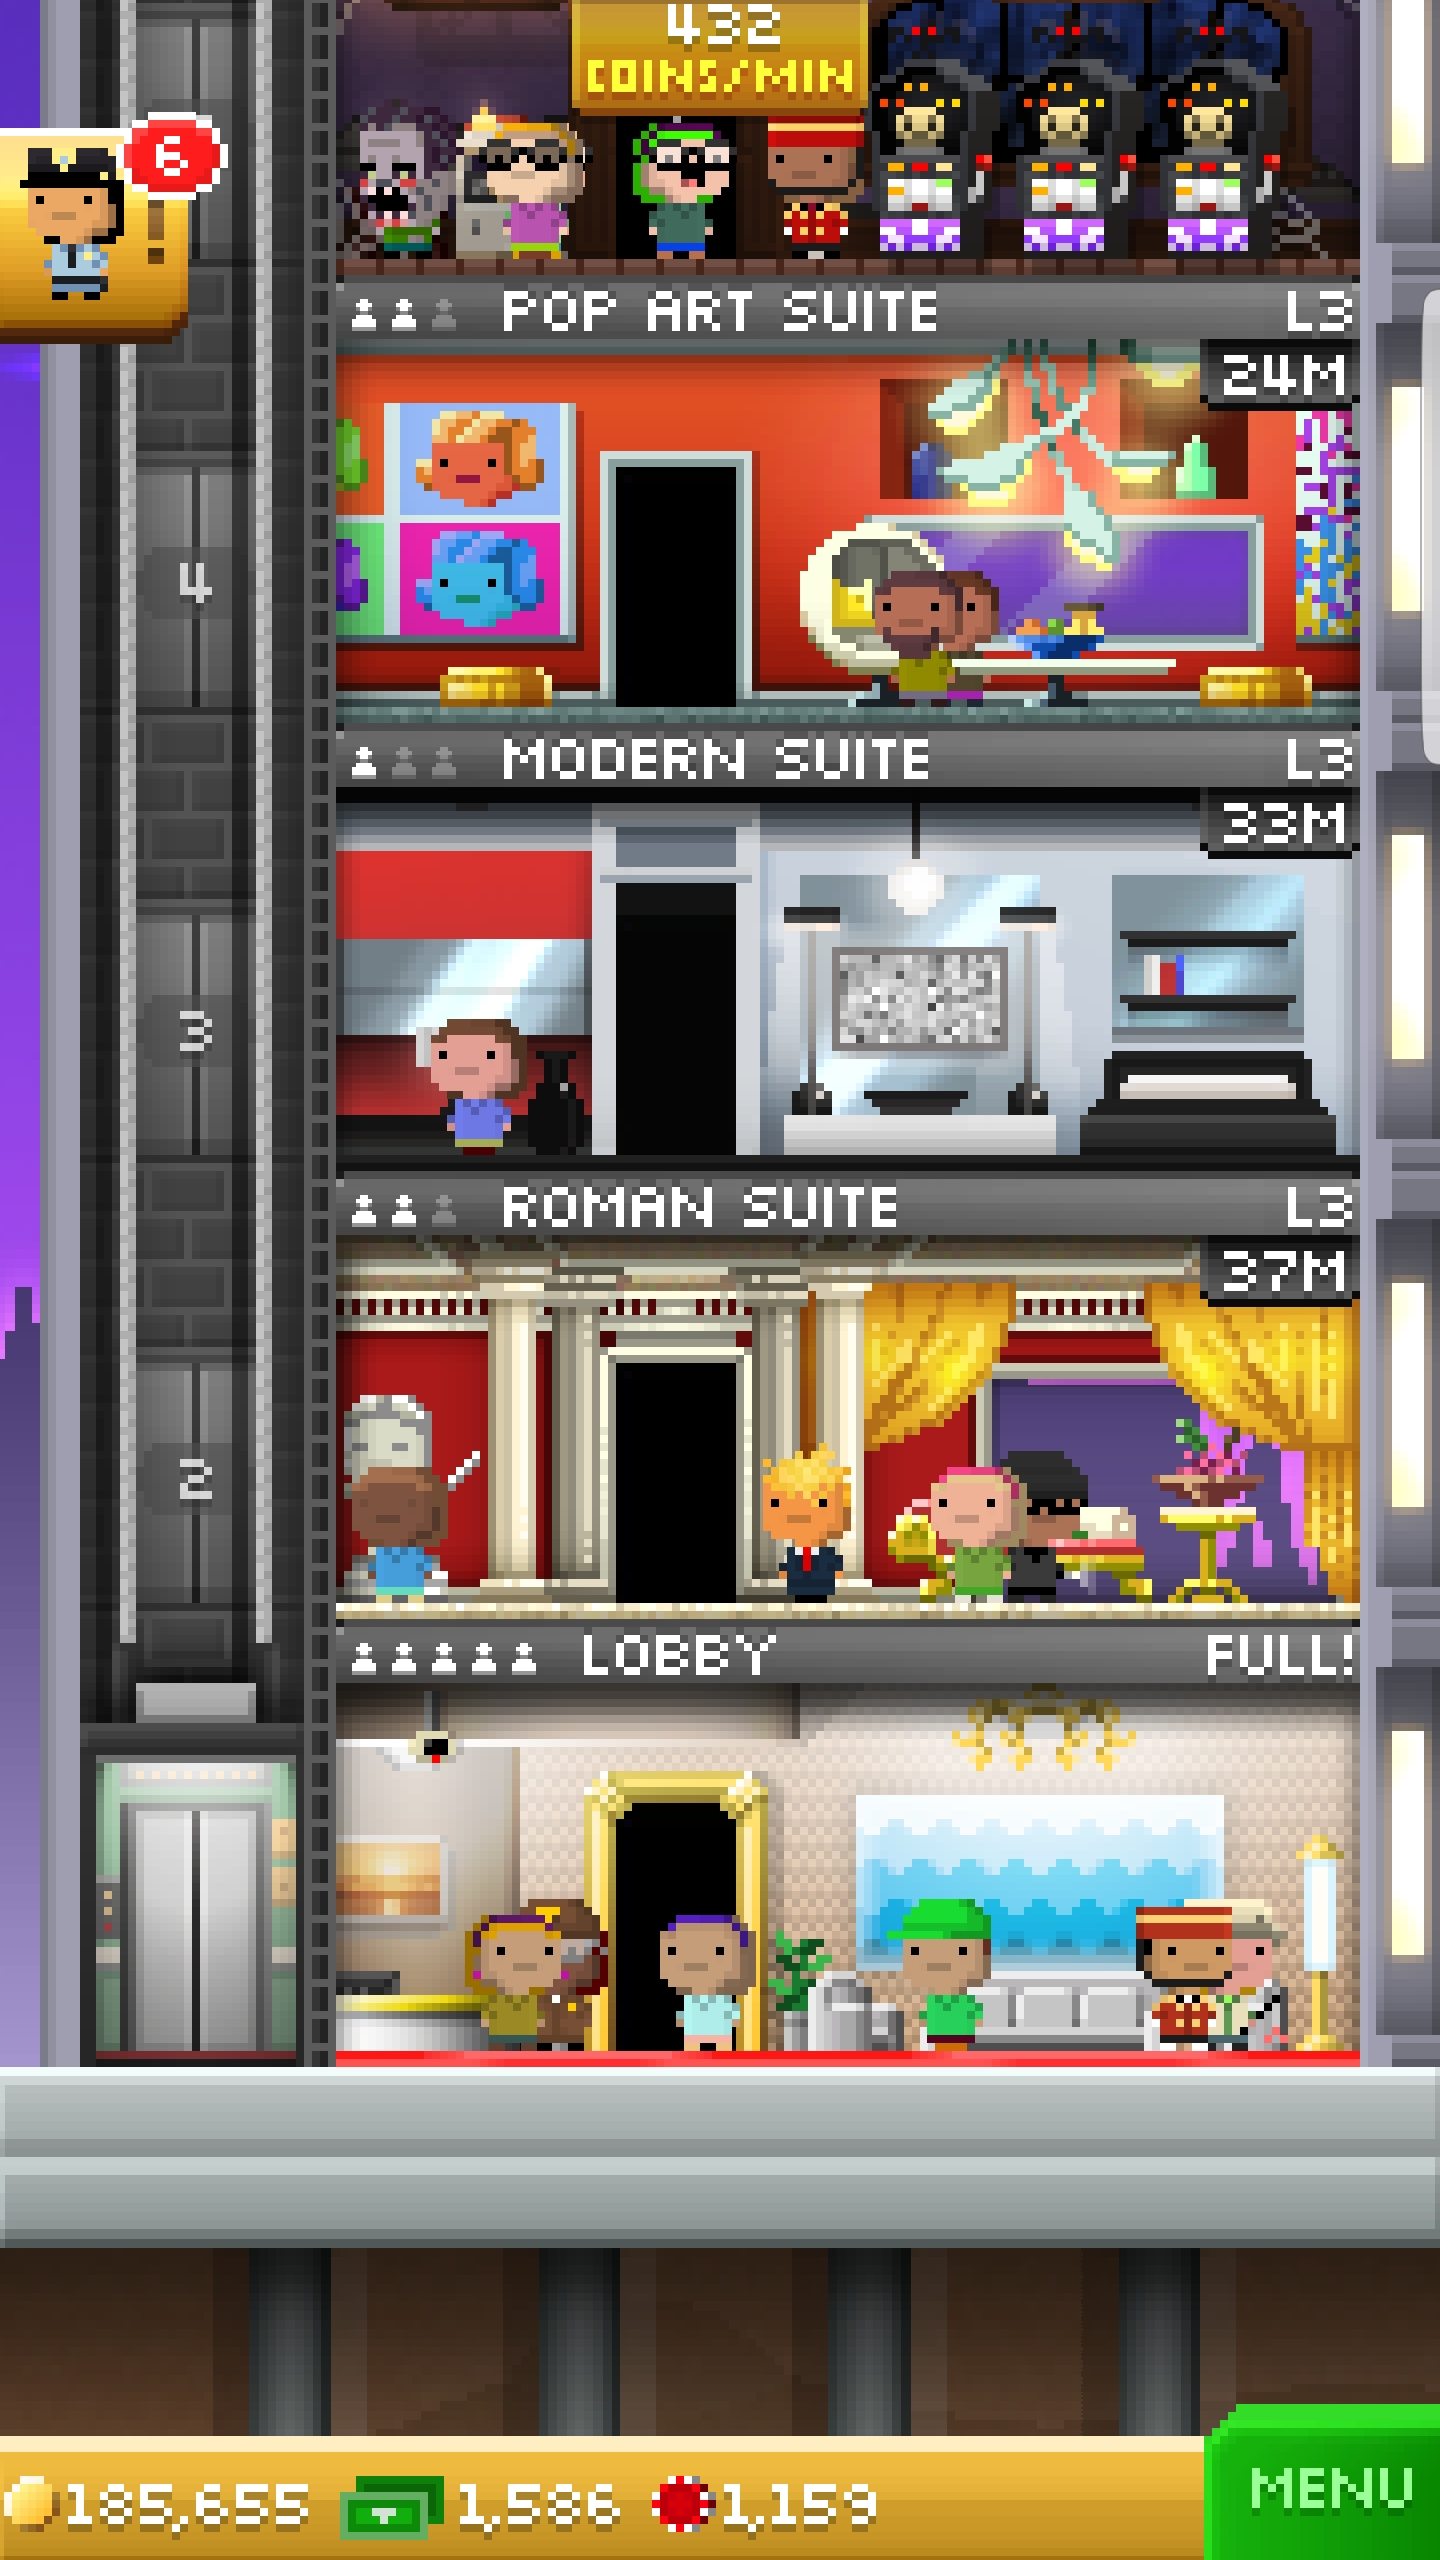 432
COINS/MIN
6
POP ART SUITE L3
24M
4
MODERN SUITE L3
33M
3
ROMAN SUITE L3
37M
2
LOBBY FULL!
185,655 1,586 1,159
MENU